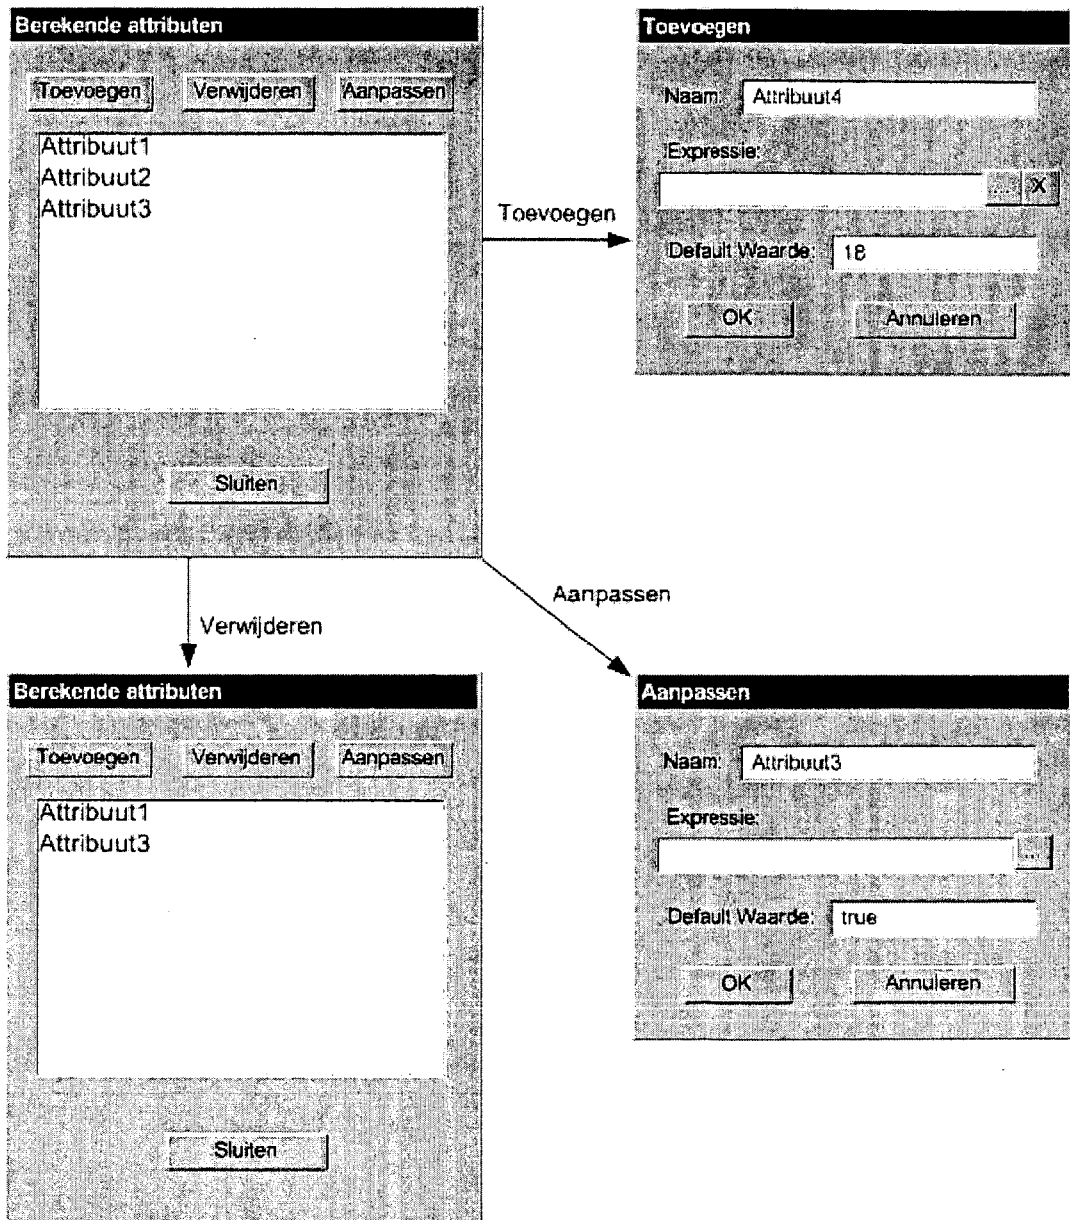 Berekende attributen
Toevoegen Verwijderen Aanpassen
Attribuut1
Attribuut2
Attribuut3
Sluiten
Toevoegen
Toevoegen
Naam: Attribuut4
Expressie:
... X
Default Waarde: 18
OK Annuleren
Verwijderen
Aanpassen
Berekende attributen
Toevoegen Verwijderen Aanpassen
Attribuut1
Attribuut3
Sluiten
Aanpassen
Naam: Attribuut3
Expressie:
...
Default Waarde: true
OK Annuleren